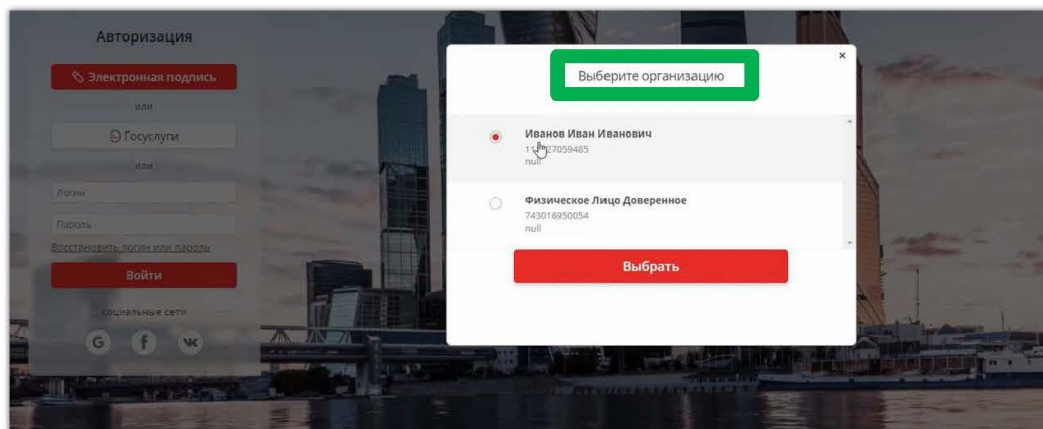 Авторизация
Электронная подпись
или
Госуслуги
или
Логин
Пароль
Восстановить логин или пароль
Войти
социальные сети
G f
×
Выберите организацию
Иванов Иван Иванович
null
Физическое Лицо Доверенное
743016950054
null
Выбрать